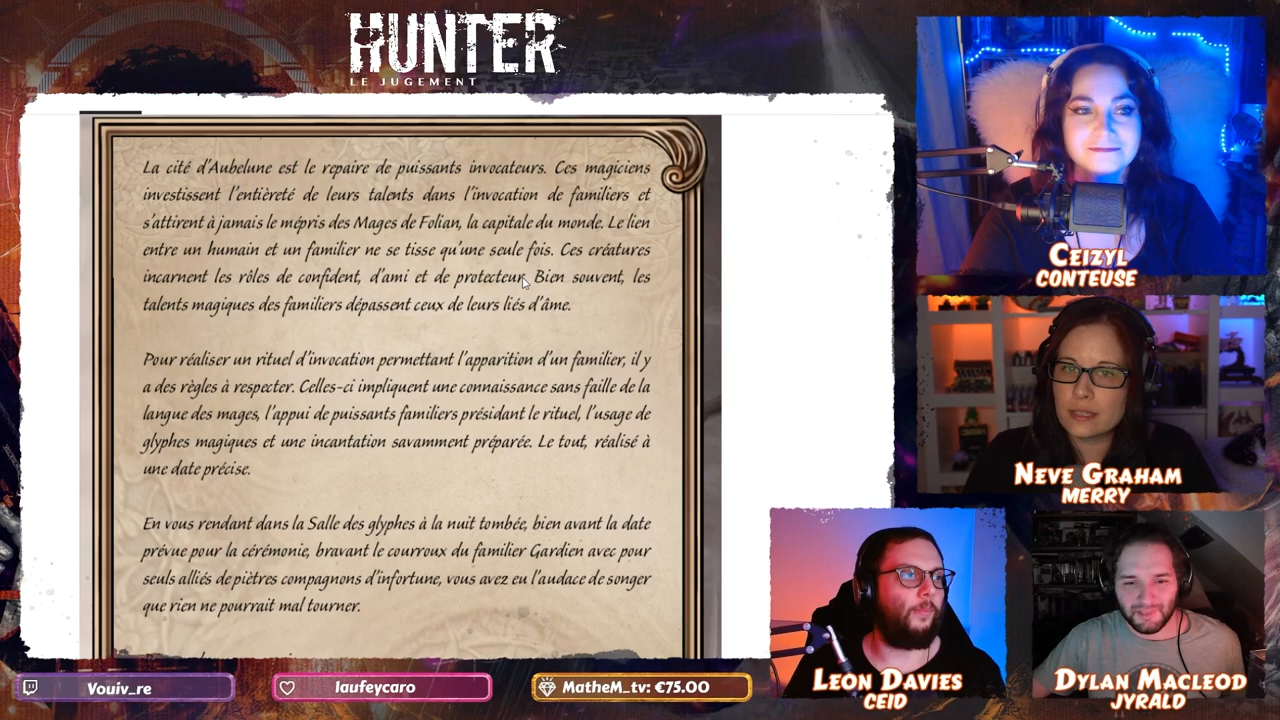 HUNTER
LE JUGEMENT
La cité d'Aubelune est le repaire de puissants invocateurs. Ces magiciens
investissent l'entièreté de leurs talents dans l'invocation de familiers et
s'attirent à jamais le mépris des Mages de Folian, la capitale du monde. Le lien
entre un humain et un familier ne se tisse qu'une seule fois. Ces créatures
incarnent les rôles de confident, d'ami et de protecteur. Bien souvent, les
talents magiques des familiers dépassent ceux de leurs liés d'âme.
Pour réaliser un rituel d'invocation permettant l'apparition d'un familier, il y
a des règles à respecter. Celles-ci impliquent une connaissance sans faille de la
langue des mages, l'appui de puissants familiers présidant le rituel, l'usage de
glyphes magiques et une incantation savamment préparée. Le tout, réalisé à
une date précise.
En vous rendant dans la Salle des glyphes à la nuit tombée, bien avant la date
prévue pour la cérémonie, bravant le courroux du familier Gardien avec pour
seuls alliés de piètres compagnons d'infortune, vous avez eu l'audace de songer
que rien ne pourrait mal tourner.
CEIZYL
CONTEUSE
NEVE GRAHAM
MERRY
LEON DAVIES
CEID
DYLAN MACLEOD
JYRALD
Vouiv_re
laufeycaro
MatheM_tv: €75.00